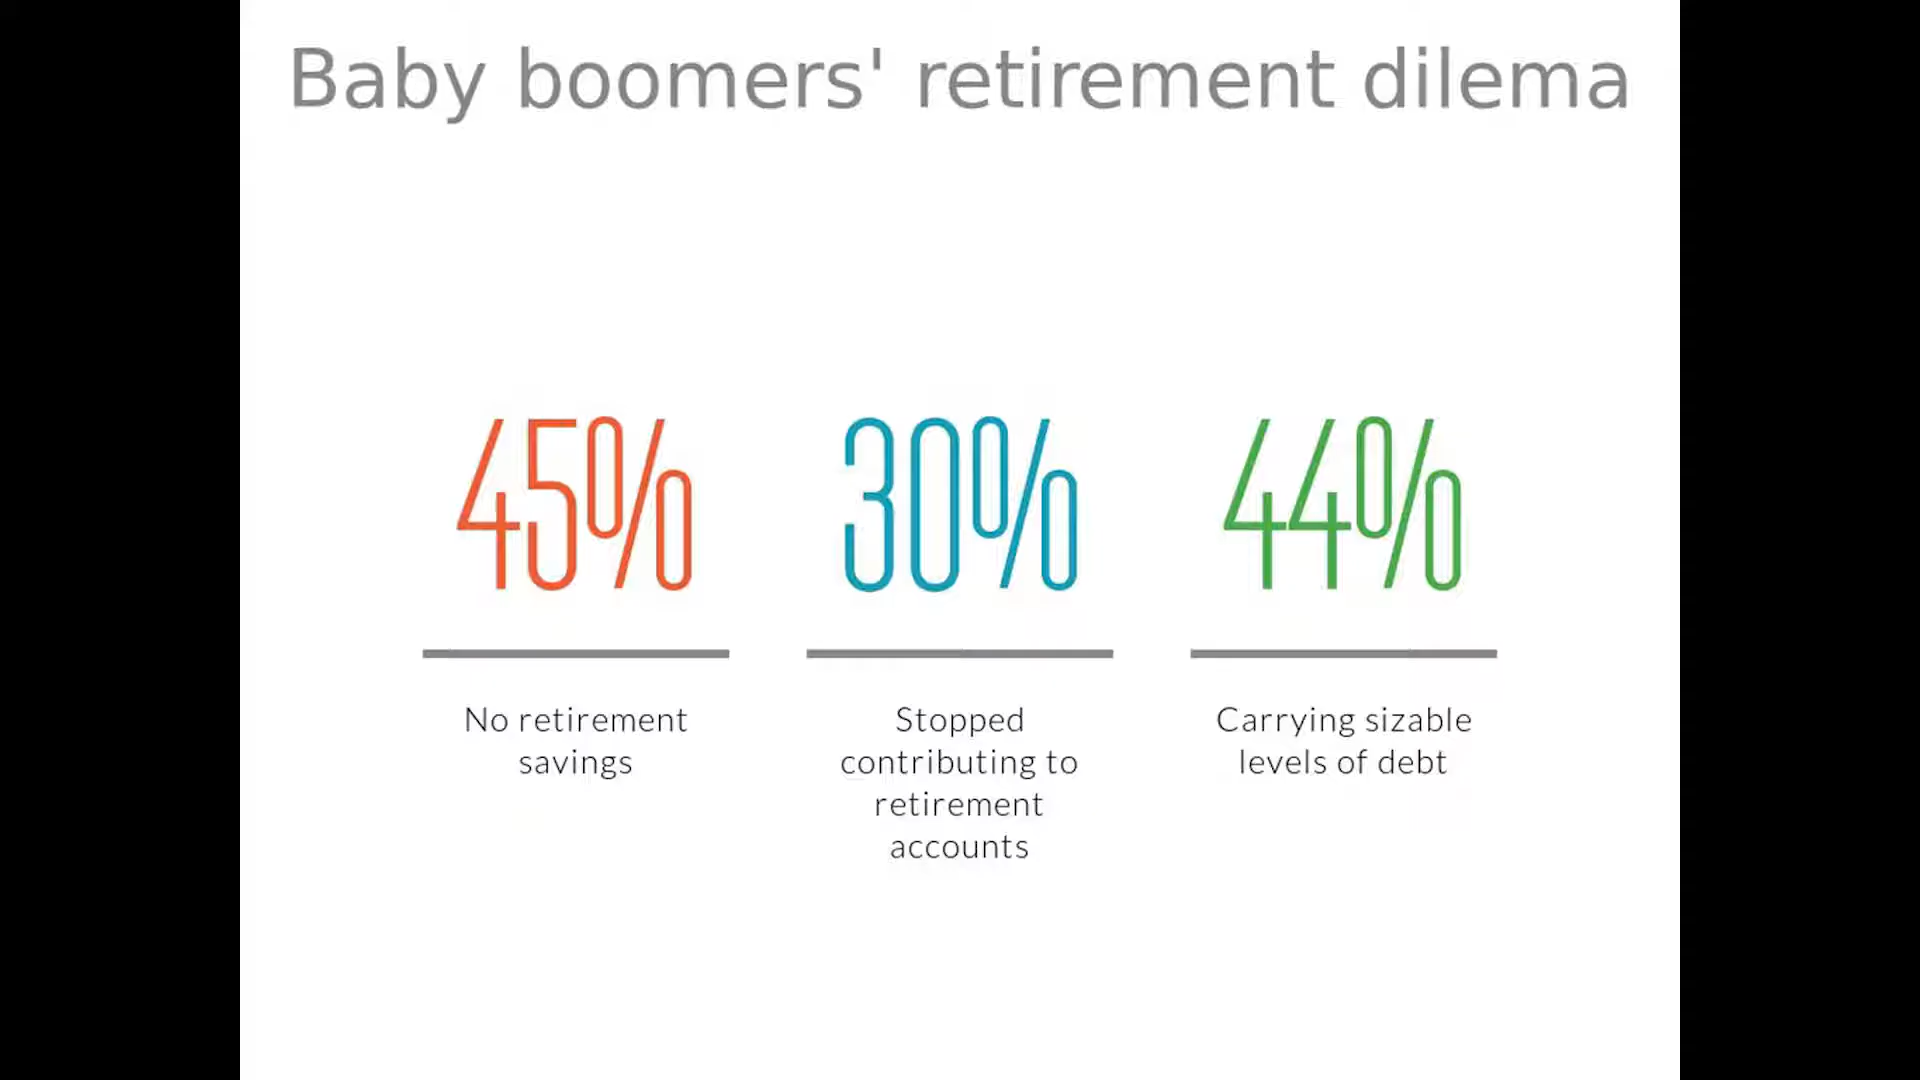 Baby boomers' retirement dilema
45%
30%
44%
No retirement
savings
Stopped
contributing to
retirement
accounts
Carrying sizable
levels of debt